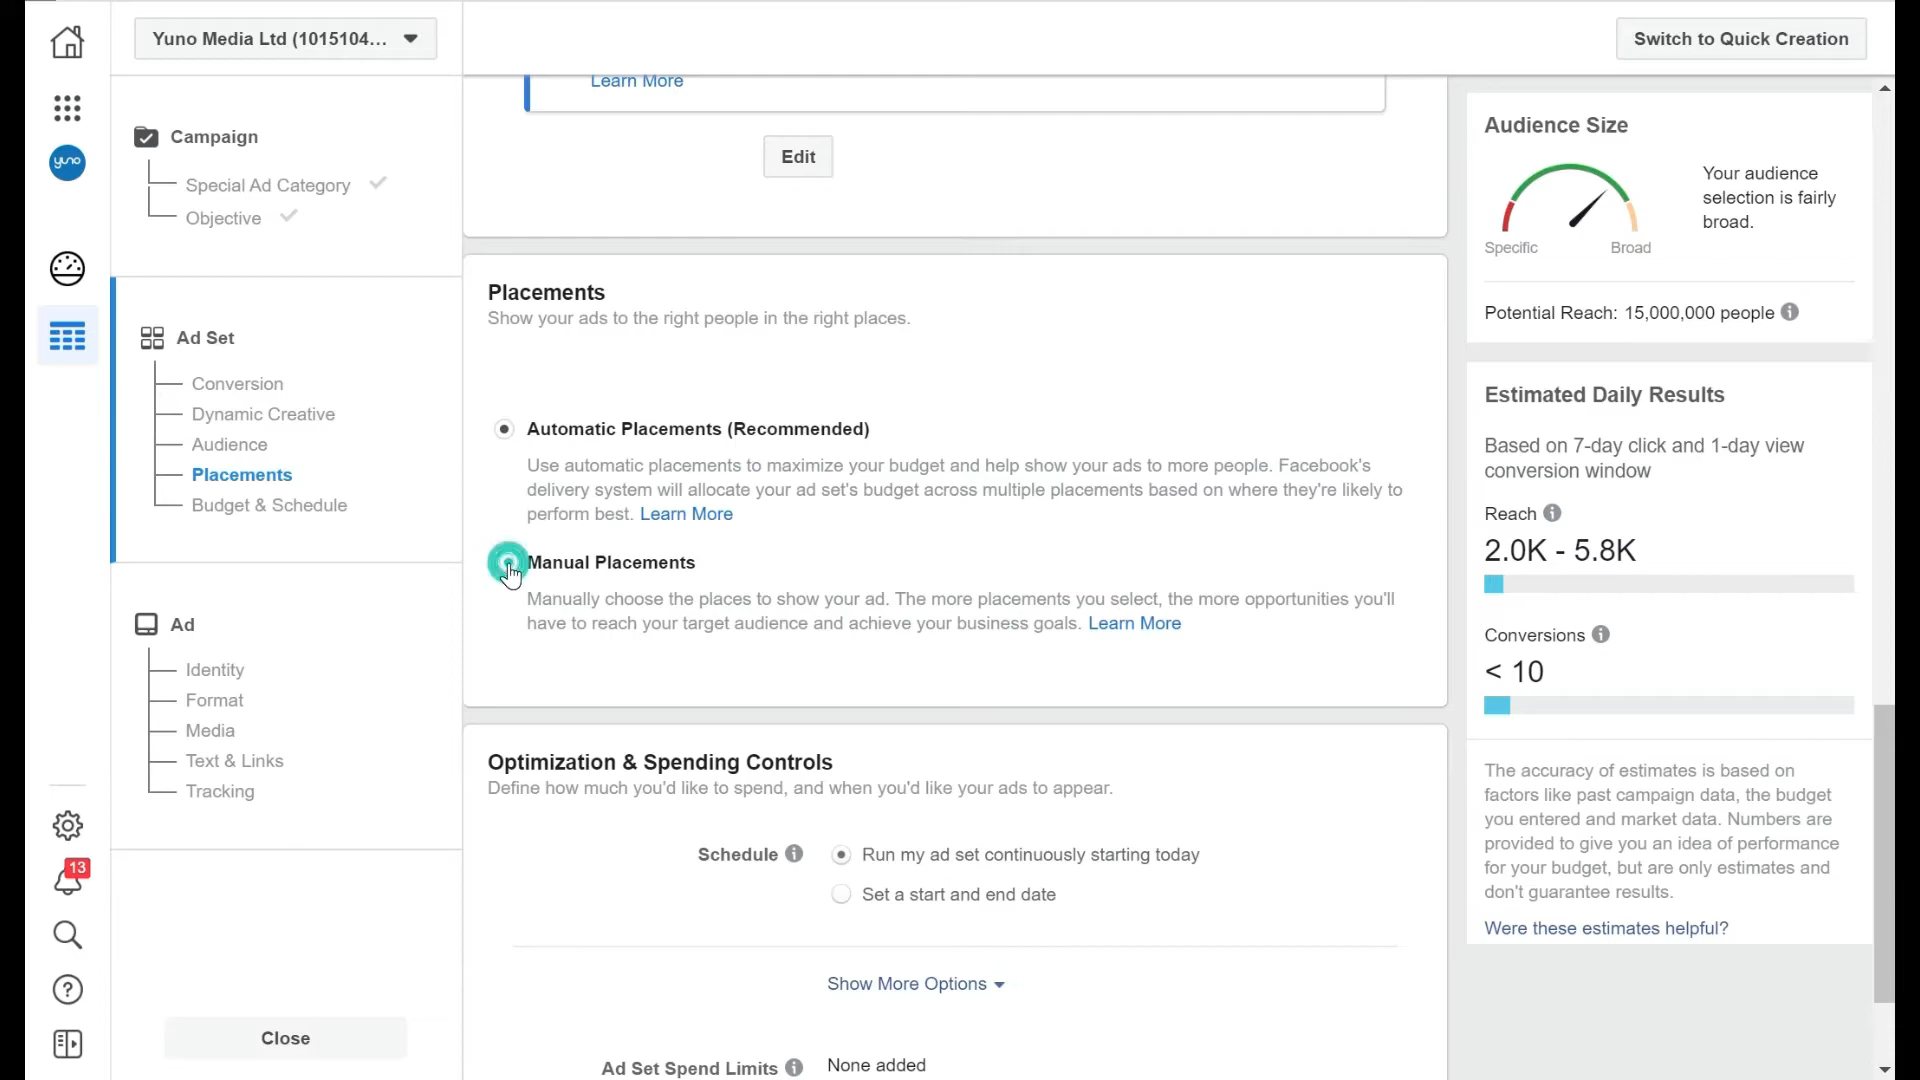 Yuno Media Ltd (1015104...
Switch to Quick Creation
yuno
Campaign
Special Ad Category
Objective
Ad Set
Conversion
Dynamic Creative
Audience
Placements
Budget & Schedule
Ad
Identity
Format
Media
Text & Links
Tracking
13
Close
Learn More
Edit
Placements
Show your ads to the right people in the right places.
Automatic Placements (Recommended)
Use automatic placements to maximize your budget and help show your ads to more people. Facebook's
delivery system will allocate your ad set's budget across multiple placements based on where they're likely to
perform best. Learn More
Manual Placements
Manually choose the places to show your ad. The more placements you select, the more opportunities you'll
have to reach your target audience and achieve your business goals. Learn More
Optimization & Spending Controls
Define how much you'd like to spend, and when you'd like your ads to appear.
Schedule
Run my ad set continuously starting today
Set a start and end date
Show More Options
Ad Set Spend Limits
None added
Audience Size
Your audience
selection is fairly
broad.
Specific
Broad
Potential Reach: 15,000,000 people
Estimated Daily Results
Based on 7-day click and 1-day view
conversion window
Reach
2.0K - 5.8K
Conversions
< 10
The accuracy of estimates is based on
factors like past campaign data, the budget
you entered and market data. Numbers are
provided to give you an idea of performance
for your budget, but are only estimates and
don't guarantee results.
Were these estimates helpful?